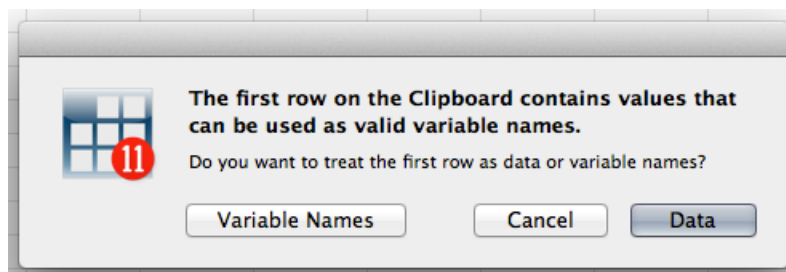 The first row on the Clipboard contains values that
can be used as valid variable names.
Do you want to treat the first row as data or variable names?
11
Variable Names Cancel Data